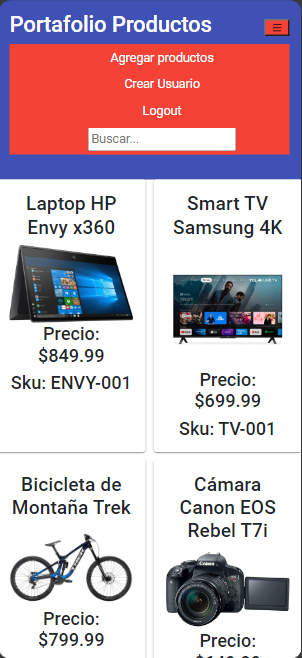 Portafolio Productos
Agregar productos
Crear Usuario
Logout
Buscar...
Laptop HP
Envy x360
Precio:
$849.99
Sku: ENVY-001
Smart TV
Samsung 4K
Precio:
$699.99
Sku: TV-001
Bicicleta de
Montaña Trek
Precio:
$799.99
Cámara
Canon EOS
Rebel T7i
Canon
Precio: